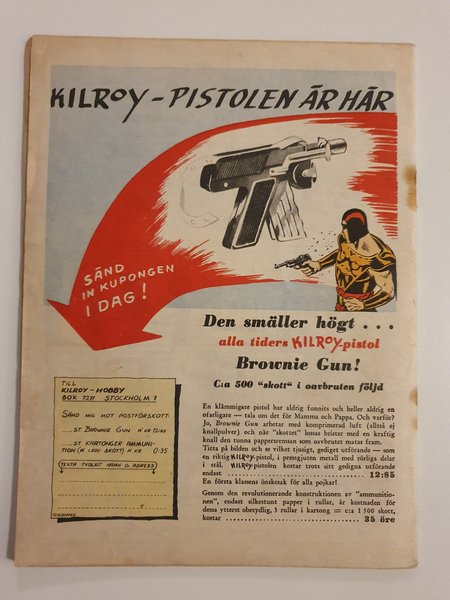 KILROY - PISTOLEN ÄR HÄR
SÄND
IN KUPONGEN
I DAG!
Den smäller högt . . .
alla tiders KILROY-pistol
Brownie Gun!
C:a 500 "skott" i oavbruten följd
TILL
KILROY - HOBBY
BOX 7271 STOCKHOLM 7
SÄND MIG MOT POSTFÖRSKOTT:
.....ST BROWNIE GUN À KR 12:85
.....ST KARTONGER AMMUNI-
TION (À 1.500 SKOTT) À KR 0:35
TEXTA TYDLIGT NAMN O. ADRESS
En klämmigare pistol har aldrig funnits och heller aldrig en
ofarligare — tala om det för Mamma och Pappa. Och varför?
Jo, Brownie Gun arbetar med komprimerad luft (alltså ej
knallpulver) och när "skottet" lossas brister med en kraftig
knall den tunna pappersremsan som oavbrutet matas fram.
Titta på bilden och se vilket tjusigt, gediget utförande — som
en riktig KILROY-pistol, i pressgjuten metall med rörliga delar
i stål. KILROY-pistolen kostar trots sitt gedigna utförande
endast - - - - - - - - - - - - - - 12:85
En första klassens önskesak för alla pojkar!
Genom den revolutionerande konstruktionen av "ammunitio-
nen", endast silkestunt papper i rullar, är kostnaden för
dessa ytterst obetydlig, 3 rullar i kartong = c:a 1 500 skott,
kostar - - - - - - - - - - - - - - 35 öre